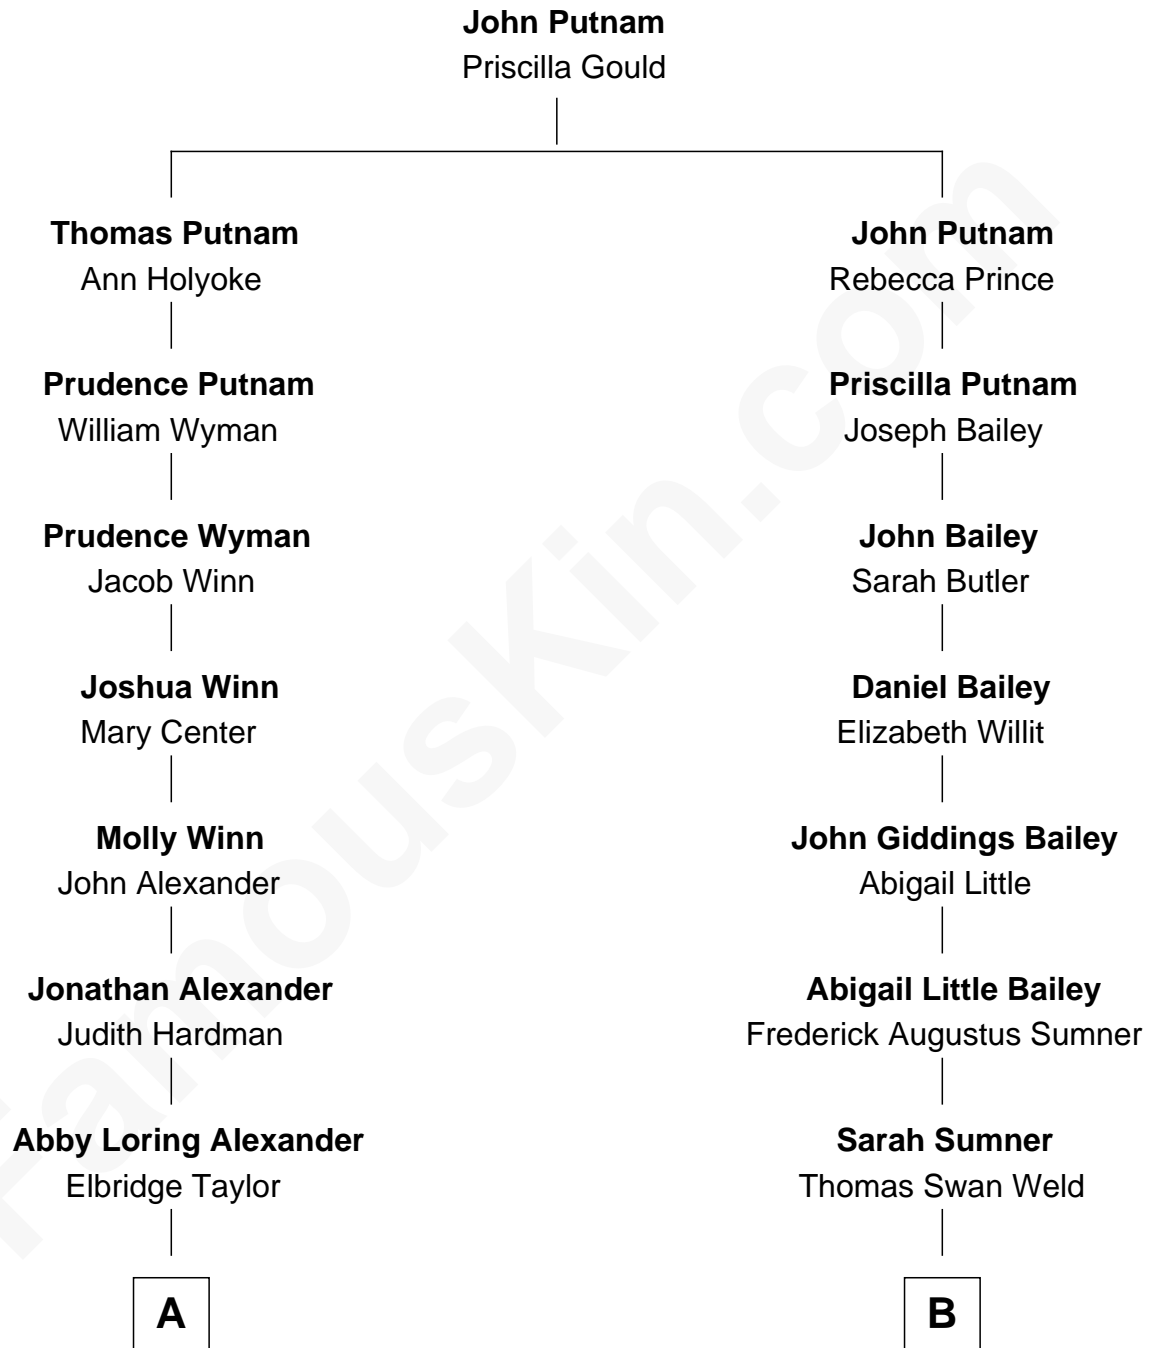 John Putnam
Priscilla Gould
Thomas Putnam
Ann Holyoke
John Putnam
Rebecca Prince
Prudence Putnam
William Wyman
Priscilla Putnam
Joseph Bailey
Prudence Wyman
Jacob Winn
John Bailey
Sarah Butler
Joshua Winn
Mary Center
Daniel Bailey
Elizabeth Willit
Molly Winn
John Alexander
John Giddings Bailey
Abigail Little
Jonathan Alexander
Judith Hardman
Abigail Little Bailey
Frederick Augustus Sumner
Abby Loring Alexander
Elbridge Taylor
Sarah Sumner
Thomas Swan Weld
A
B
FamousKin.com